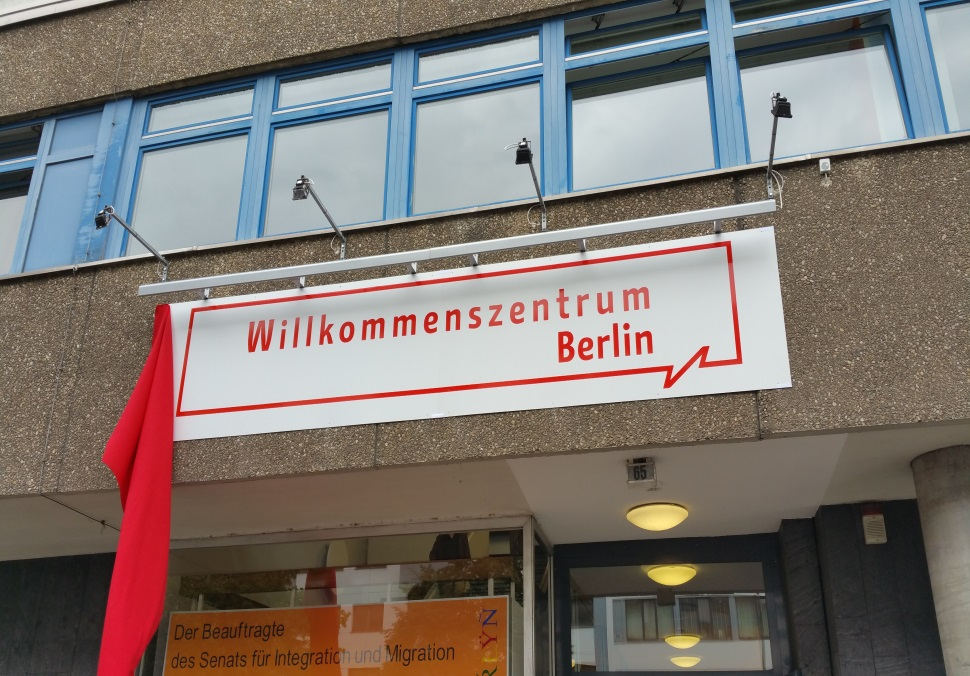 Willkommenszentrum
Berlin
65
Der Beauftragte
des Senats für Integration und Migration